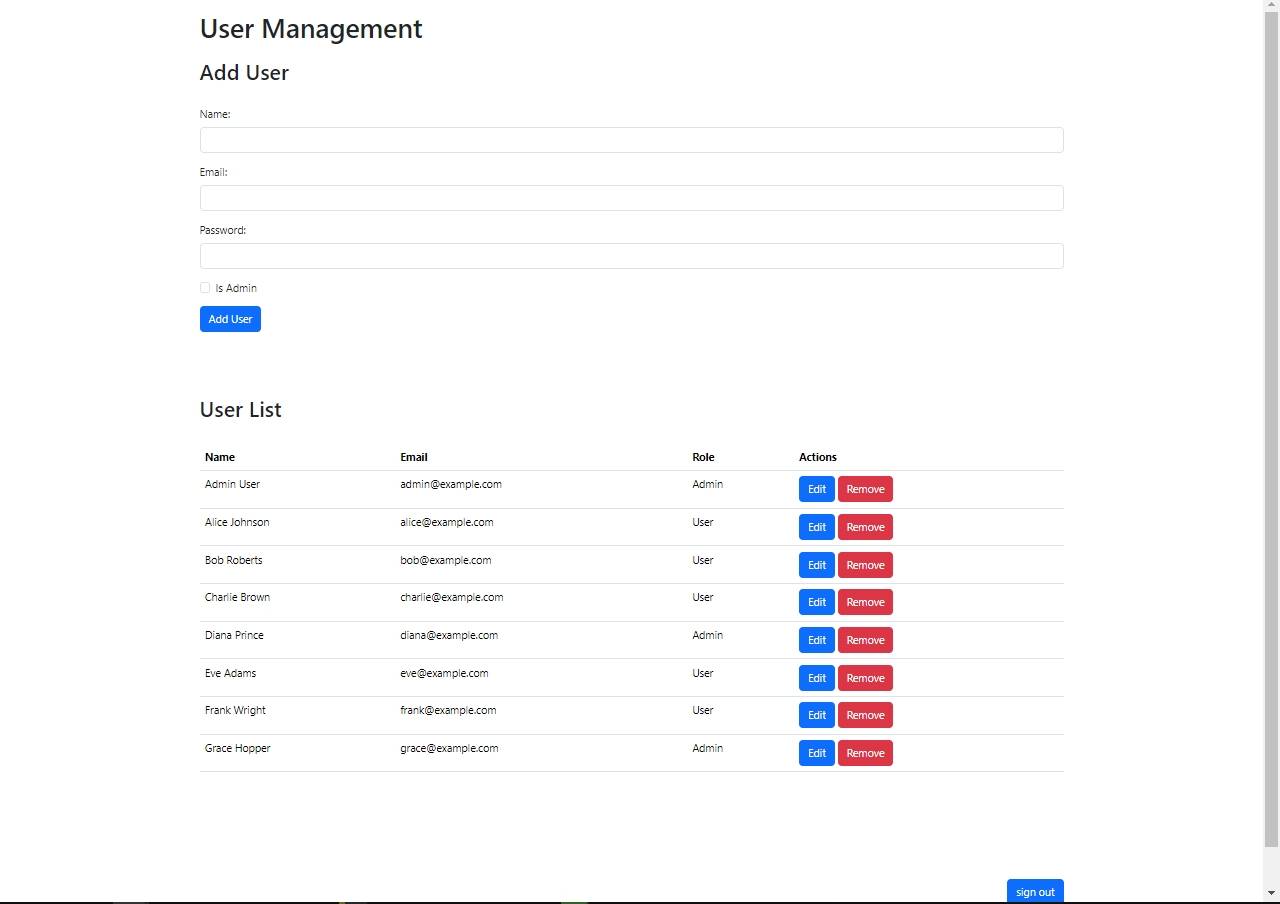 User Management
Add User
Name:
Email:
Password:
Is Admin
Add User
User List
Name Email Role Actions
Admin User admin@example.com Admin Edit Remove
Alice Johnson alice@example.com User Edit Remove
Bob Roberts bob@example.com User Edit Remove
Charlie Brown charlie@example.com User Edit Remove
Diana Prince diana@example.com Admin Edit Remove
Eve Adams eve@example.com User Edit Remove
Frank Wright frank@example.com User Edit Remove
Grace Hopper grace@example.com Admin Edit Remove
sign out